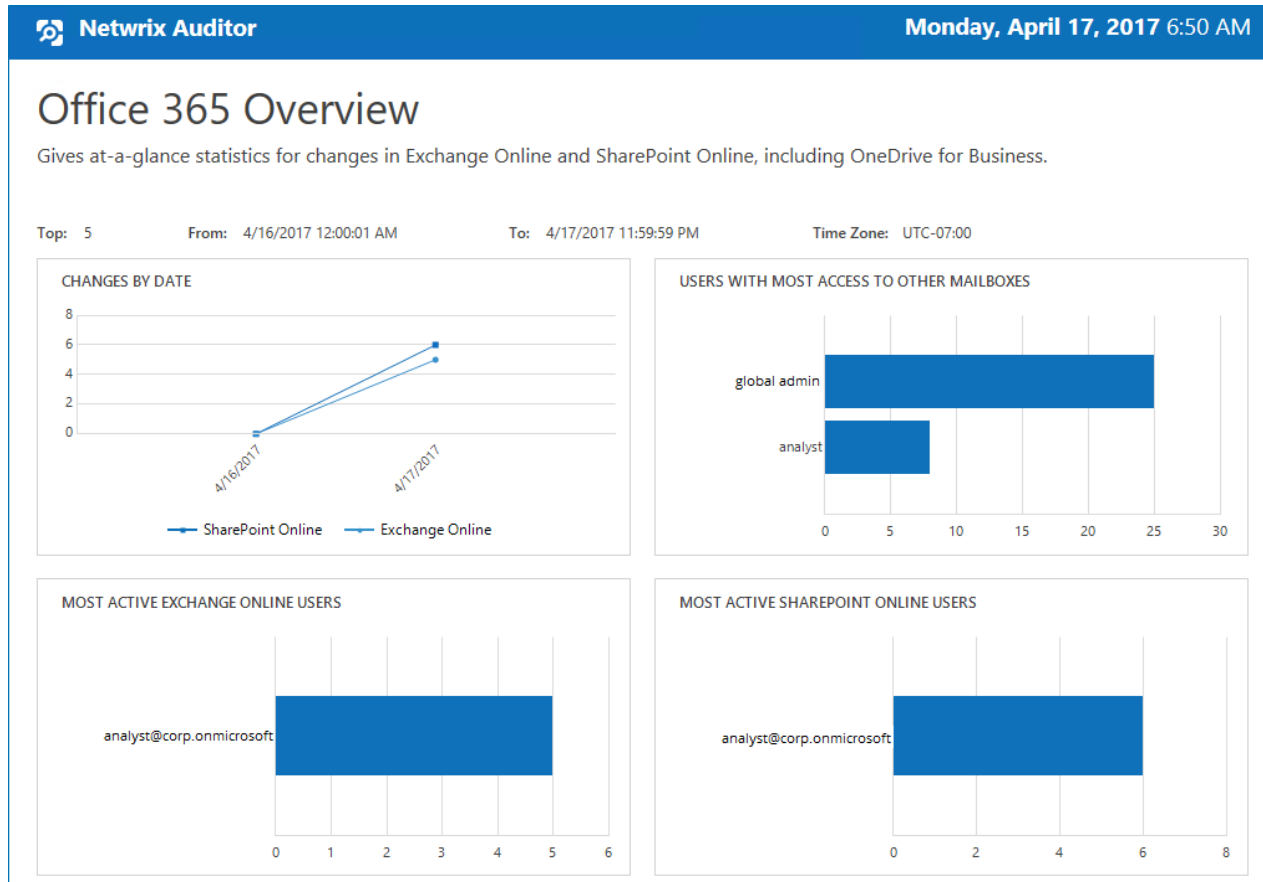 Netwrix Auditor
Monday, April 17, 2017 6:50 AM
Office 365 Overview
Gives at-a-glance statistics for changes in Exchange Online and SharePoint Online, including OneDrive for Business.
Top: 5 From: 4/16/2017 12:00:01 AM To: 4/17/2017 11:59:59 PM Time Zone: UTC-07:00
CHANGES BY DATE
8
6
4
2
0
4/16/2017 4/17/2017
SharePoint Online Exchange Online
USERS WITH MOST ACCESS TO OTHER MAILBOXES
global admin
analyst
0 5 10 15 20 25 30
MOST ACTIVE EXCHANGE ONLINE USERS
analyst@corp.onmicrosoft
0 1 2 3 4 5 6
MOST ACTIVE SHAREPOINT ONLINE USERS
analyst@corp.onmicrosoft
0 2 4 6 8